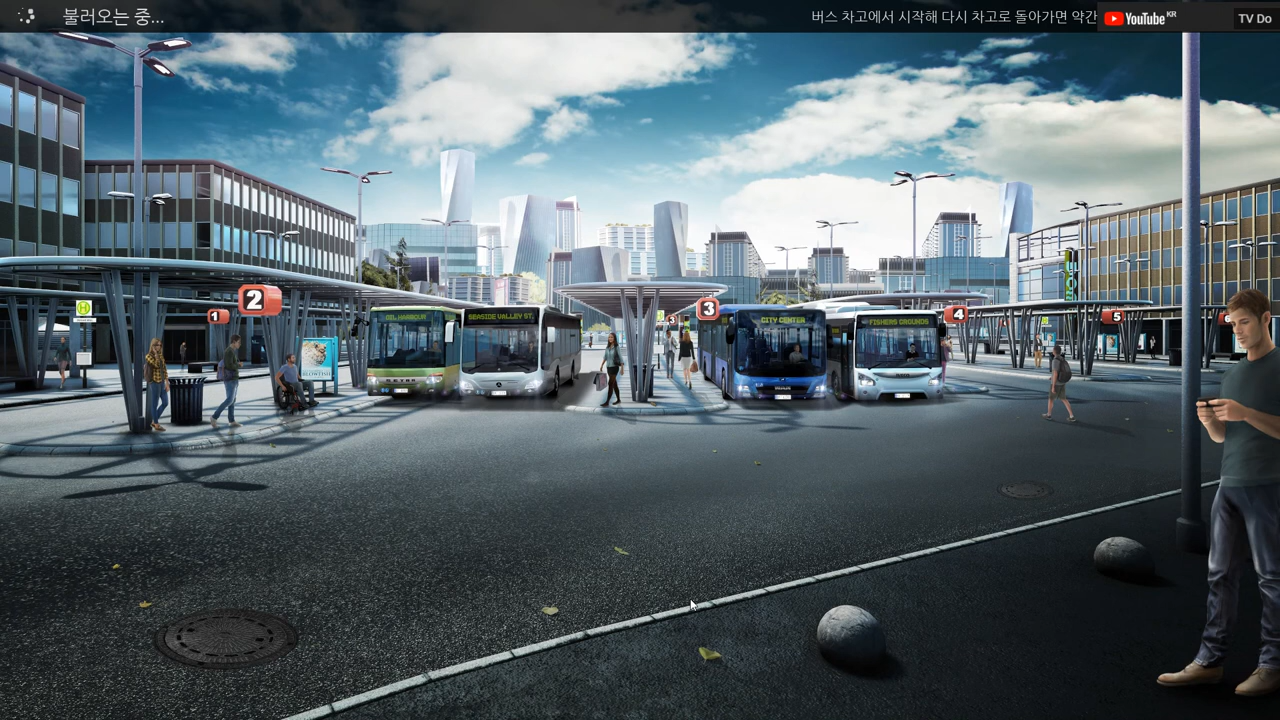 불러오는 중...
버스 차고에서 시작해 다시 차고로 돌아가면 약간
YouTube KR
TV Do
1
2
3
4
5
H
SEASIDE VALLEY ST.
CITY CENTER
FISHERS GROUNDS
SETRA